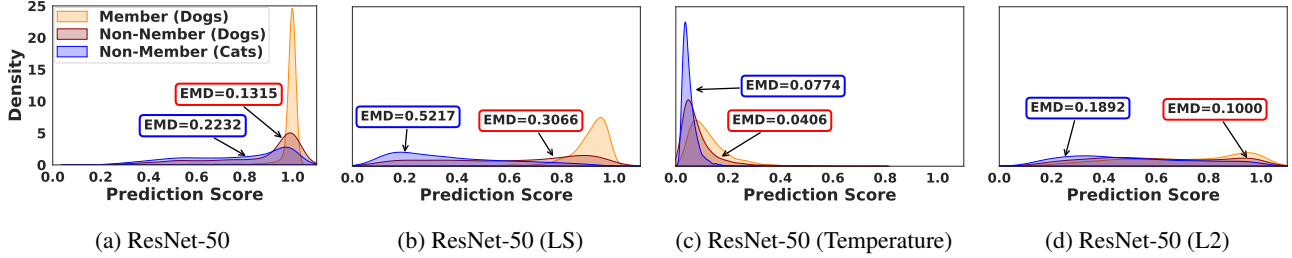 Density
25
20
15
10
5
0
Member (Dogs)
Non-Nember (Dogs)
Non-Member (Cats)
EMD=0.1315
EMD=0.2232
0.0 0.2 0.4 0.6 0.8 1.0
Prediction Score
(a) ResNet-50
EMD=0.5217
EMD=0.3066
0.0 0.2 0.4 0.6 0.8 1.0
Prediction Score
(b) ResNet-50 (LS)
EMD=0.0774
EMD=0.0406
0.0 0.2 0.4 0.6 0.8 1.0
Prediction Score
(c) ResNet-50 (Temperature)
EMD=0.1892
EMD=0.1000
0.0 0.2 0.4 0.6 0.8 1.0
Prediction Score
(d) ResNet-50 (L2)